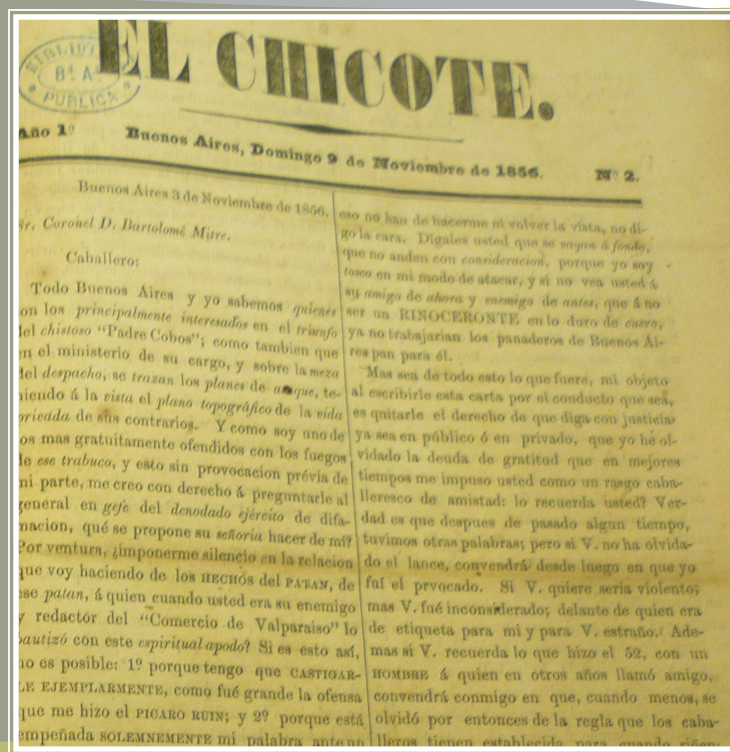 BIBLIOTECA
Bs. As.
PUBLICA
EL CHICOTE.
Año 1º Buenos Aires, Domingo 9 de Noviembre de 1856. Nº 2.
Buenos Aires 3 de Noviembre de 1856.
Sr. Coronel D. Bartolomé Mitre.
Caballero:
Todo Buenos Aires y yo sabemos quienes
on los principalmente interesados en el triunfo
del chistoso "Padre Cobos"; como tambien que
en el ministerio de su cargo, y sobre la meza
del despacho, se trazan los planes de ataque, te-
niendo á la vista el plano topográfico de la vida
pricada de sus contrarios. Y como soy uno de
os mas gratuitamente ofendidos con los fuegos
de ese trabuco, y esto sin provocacion prévia de
mi parte, me creo con derecho á preguntarle al
general en gefe del denodado ejército de difa-
macion, qué se propone su señoria hacer de mi?
Por ventura, ¿imponerme silencio en la relacion
que voy haciendo de los HECHOS del PATAN, de
ese patan, á quien cuando usted era su enemigo
y redactor del "Comercio de Valparaiso" lo
bautizó con este espiritual apodo? Si es esto asi,
no es posible: 1º porque tengo que CASTIGAR-
LE EJEMPLARMENTE, como fué grande la ofensa
que me hizo el PICARO RUIN; y 2º porque está
empeñada SOLEMNEMENTE mi palabra ante un
eso no han de hacerme ni volver la vista, no di-
go la cara. Digales usted que se vayan á fondo,
que no anden con consideracion, porque yo soy
tosco en mi modo de atacar, y si no vea usted á
su amigo de ahora y enemigo de antes, que á no
ser un RINOCERONTE en lo duro de cuero,
ya no trabajarian los panaderos de Buenos Ai-
res pan para él.
Mas sea de todo esto lo que fuere, mi objeto
al escribirle esta carta por el conducto que sea,
es quitarle el derecho de que diga con justicia
ya sea en público ó en privado, que yo hé ol-
vidado la deuda de gratitud que en mejores
tiempos me impuso usted como un rasgo caba-
lleresco de amistad: lo recuerda usted? Ver-
dad es que despues de pasado algun tiempo,
tuvimos otras palabras; pero si V. no ha olvida-
do el lance, convendrá desde luego en que yo
fuí el prvocado. Si V. quiere seria violento;
mas V. fué inconsiderado; delante de quien era
de etiqueta para mi y para V. estraño. Ade-
mas si V. recuerda lo que hizo el 52, con un
HOMBRE á quien en otros años llamó amigo,
convendrá conmigo en que, cuando menos, se
olvidó por entonces de la regla que los caba-
lleros tienen establecida para cuando riñen